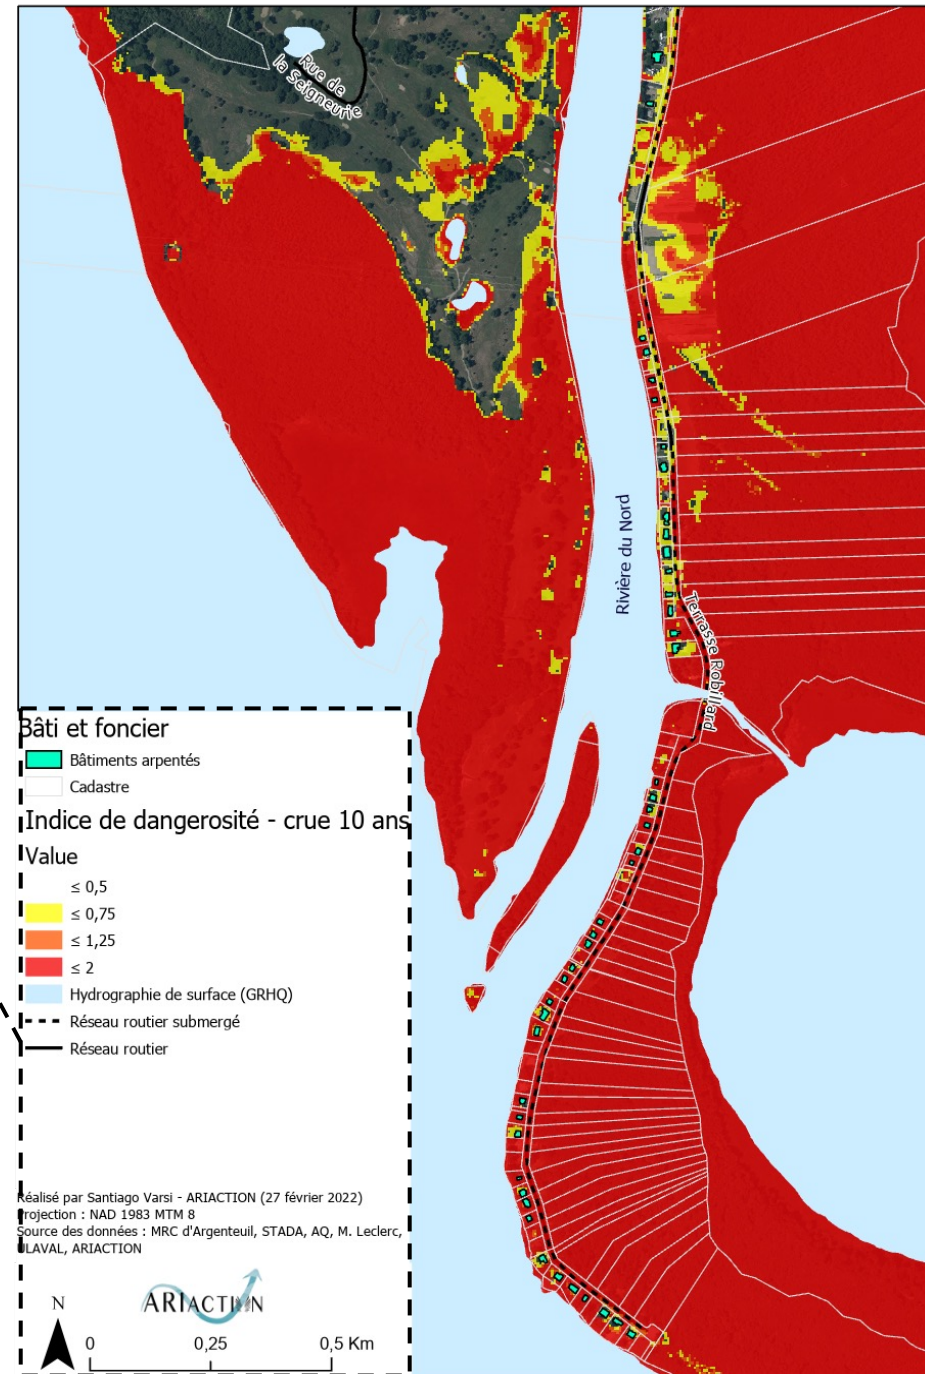 Rue de
la Seigneurie
Rivière du Nord
Terrasse Robillard
Bâti et foncier
Bâtiments arpentés
Cadastre
Indice de dangerosité - crue 10 ans
Value
≤ 0,5
≤ 0,75
≤ 1,25
≤ 2
Hydrographie de surface (GRHQ)
Réseau routier submergé
Réseau routier
Réalisé par Santiago Varsi - ARIACTION (27 février 2022)
Projection : NAD 1983 MTM 8
Source des données : MRC d'Argenteuil, STADA, AQ, M. Leclerc,
ULAVAL, ARIACTION
ARIACTION
N
0 0,25 0,5 Km